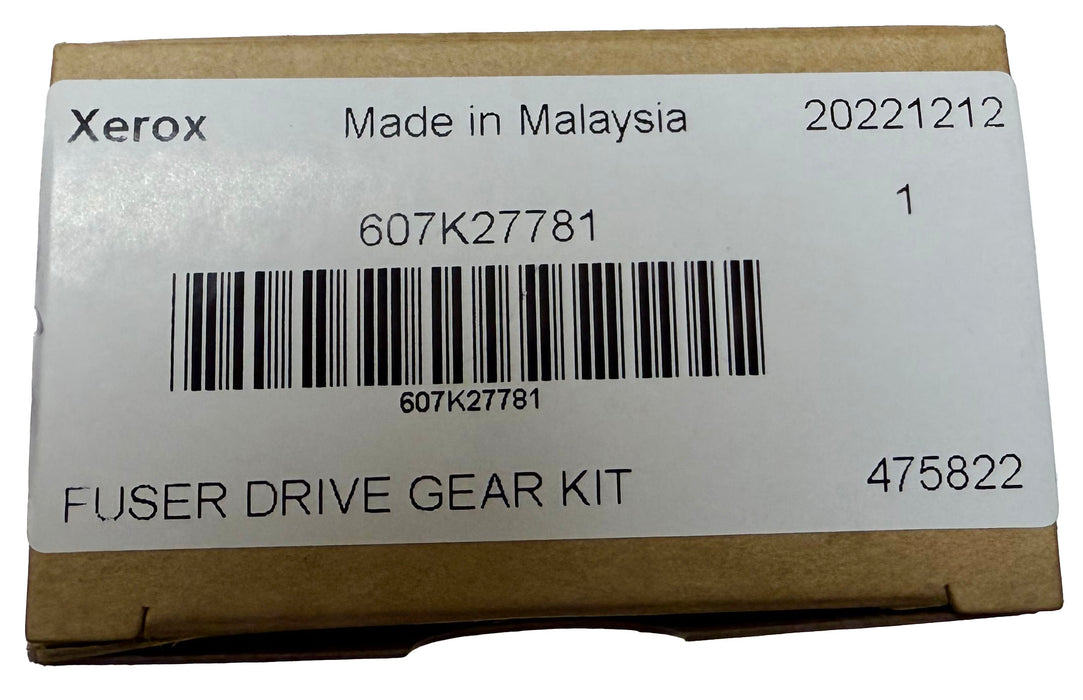 Xerox Made in Malaysia 20221212
1
607K27781
607K27781
FUSER DRIVE GEAR KIT 475822